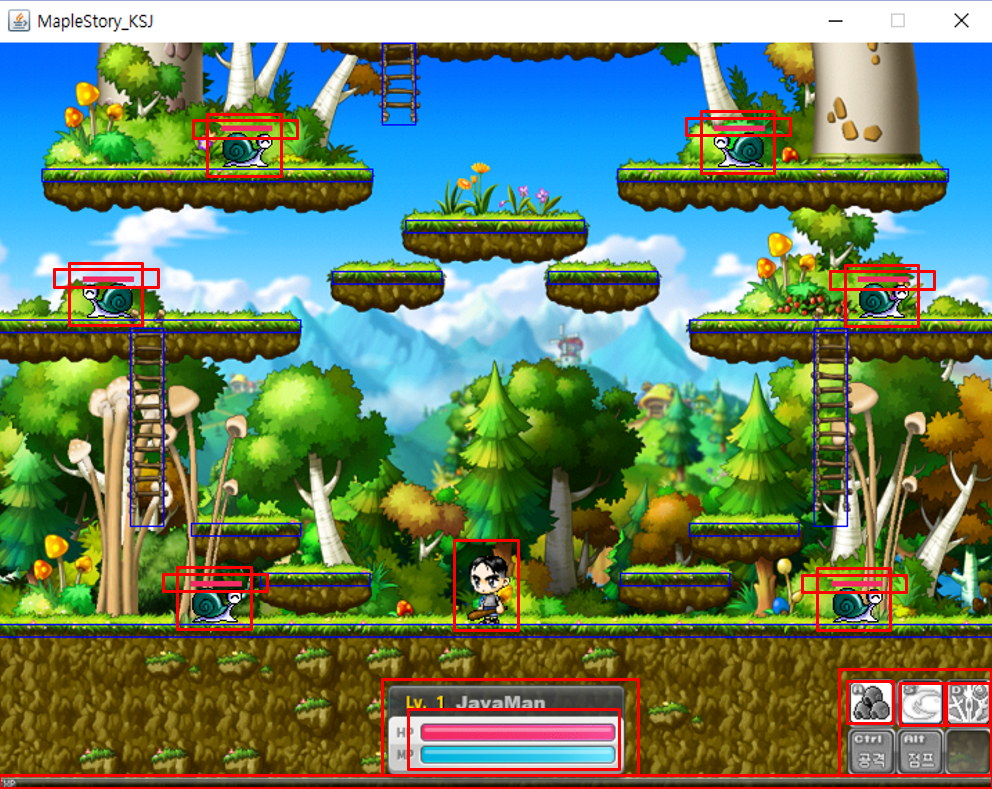 MapleStory_KSJ
Lv. 1 JavaMan
HP
MP
A S D
Ctrl Alt
공격 점프